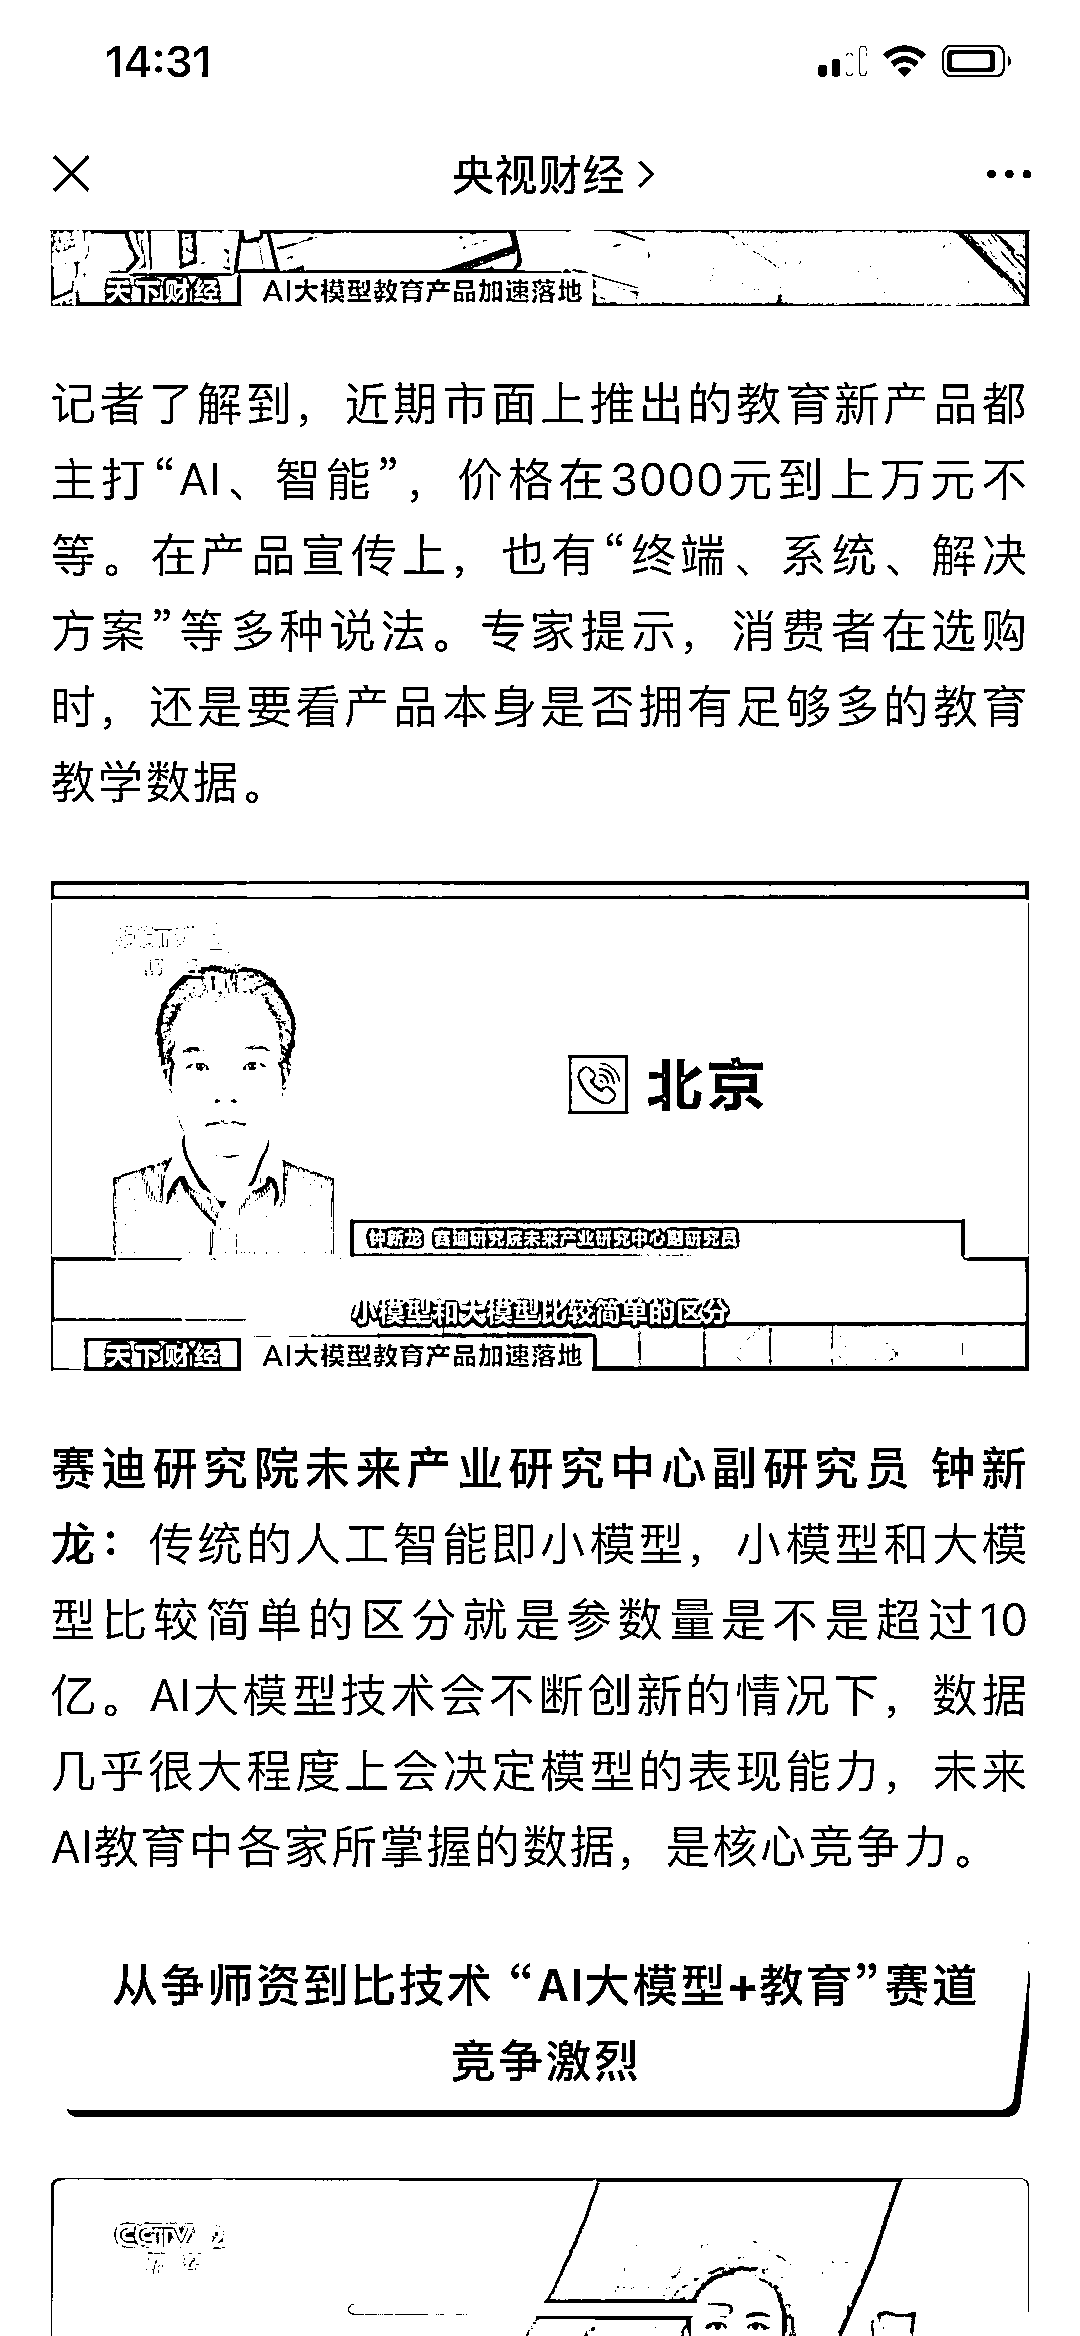 14:31
央视财经
天下财经 AI大模型教育产品加速落地
记者了解到，近期市面上推出的教育新产品都
主打“AI、智能”，价格在3000元到上万元不
等。在产品宣传上，也有“终端、系统、解决
方案”等多种说法。专家提示，消费者在选购
时，还是要看产品本身是否拥有足够多的教育
教学数据。
北京
钟新龙 赛迪研究院未来产业研究中心副研究员
小模型和大模型比较简单的区分
天下财经 AI大模型教育产品加速落地
赛迪研究院未来产业研究中心副研究员 钟新
龙：传统的人工智能即小模型，小模型和大模
型比较简单的区分就是参数量是不是超过10
亿。AI大模型技术会不断创新的情况下，数据
几乎很大程度上会决定模型的表现能力，未来
AI教育中各家所掌握的数据，是核心竞争力。
从争师资到比技术 “AI大模型+教育”赛道
竞争激烈
CCTV 2